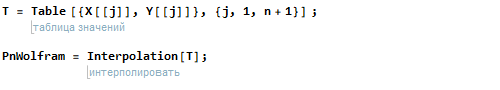 T = Table[{X[[j]], Y[[j]]}, {j, 1, n + 1}] ;
таблица значений
PnWolfram = Interpolation[T];
интерполировать